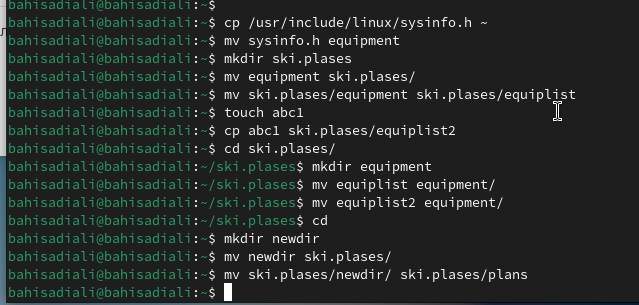 bahisadiali@bahisadiali:~$
bahisadiali@bahisadiali:~$ cp /usr/include/linux/sysinfo.h ~
bahisadiali@bahisadiali:~$ mv sysinfo.h equipment
bahisadiali@bahisadiali:~$ mkdir ski.plases
bahisadiali@bahisadiali:~$ mv equipment ski.plases/
bahisadiali@bahisadiali:~$ mv ski.plases/equipment ski.plases/equiplist
bahisadiali@bahisadiali:~$ touch abc1
bahisadiali@bahisadiali:~$ cp abc1 ski.plases/equiplist2
bahisadiali@bahisadiali:~$ cd ski.plases/
bahisadiali@bahisadiali:~/ski.plases$ mkdir equipment
bahisadiali@bahisadiali:~/ski.plases$ mv equiplist equipment/
bahisadiali@bahisadiali:~/ski.plases$ mv equiplist2 equipment/
bahisadiali@bahisadiali:~/ski.plases$ cd
bahisadiali@bahisadiali:~$ mkdir newdir
bahisadiali@bahisadiali:~$ mv newdir ski.plases/
bahisadiali@bahisadiali:~$ mv ski.plases/newdir/ ski.plases/plans
bahisadiali@bahisadiali:~$